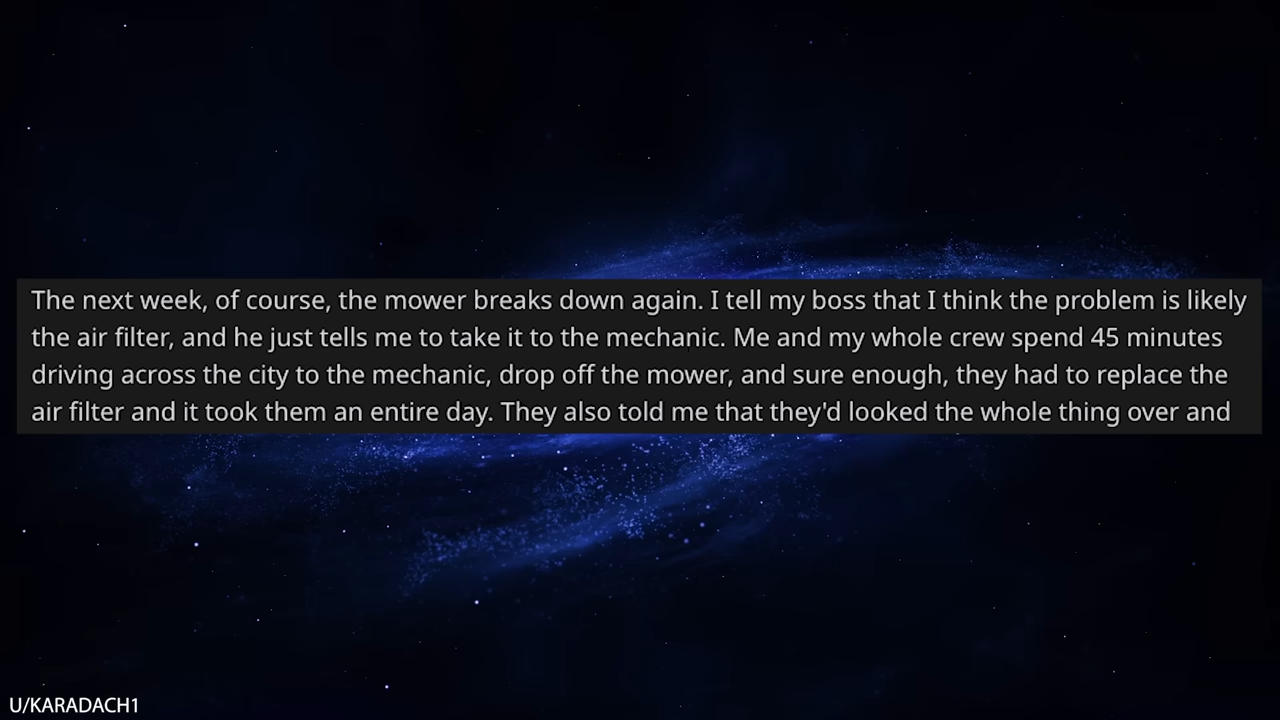 The next week, of course, the mower breaks down again. I tell my boss that I think the problem is likely
the air filter, and he just tells me to take it to the mechanic. Me and my whole crew spend 45 minutes
driving across the city to the mechanic, drop off the mower, and sure enough, they had to replace the
air filter and it took them an entire day. They also told me that they'd looked the whole thing over and
U/KARADACH1